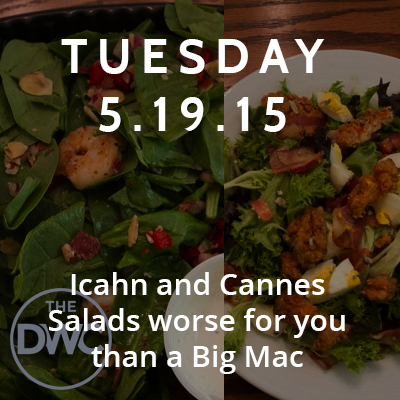 TUESDAY
5.19.15
Icahn and Cannes
Salads worse for you
than a Big Mac
THE
DWC